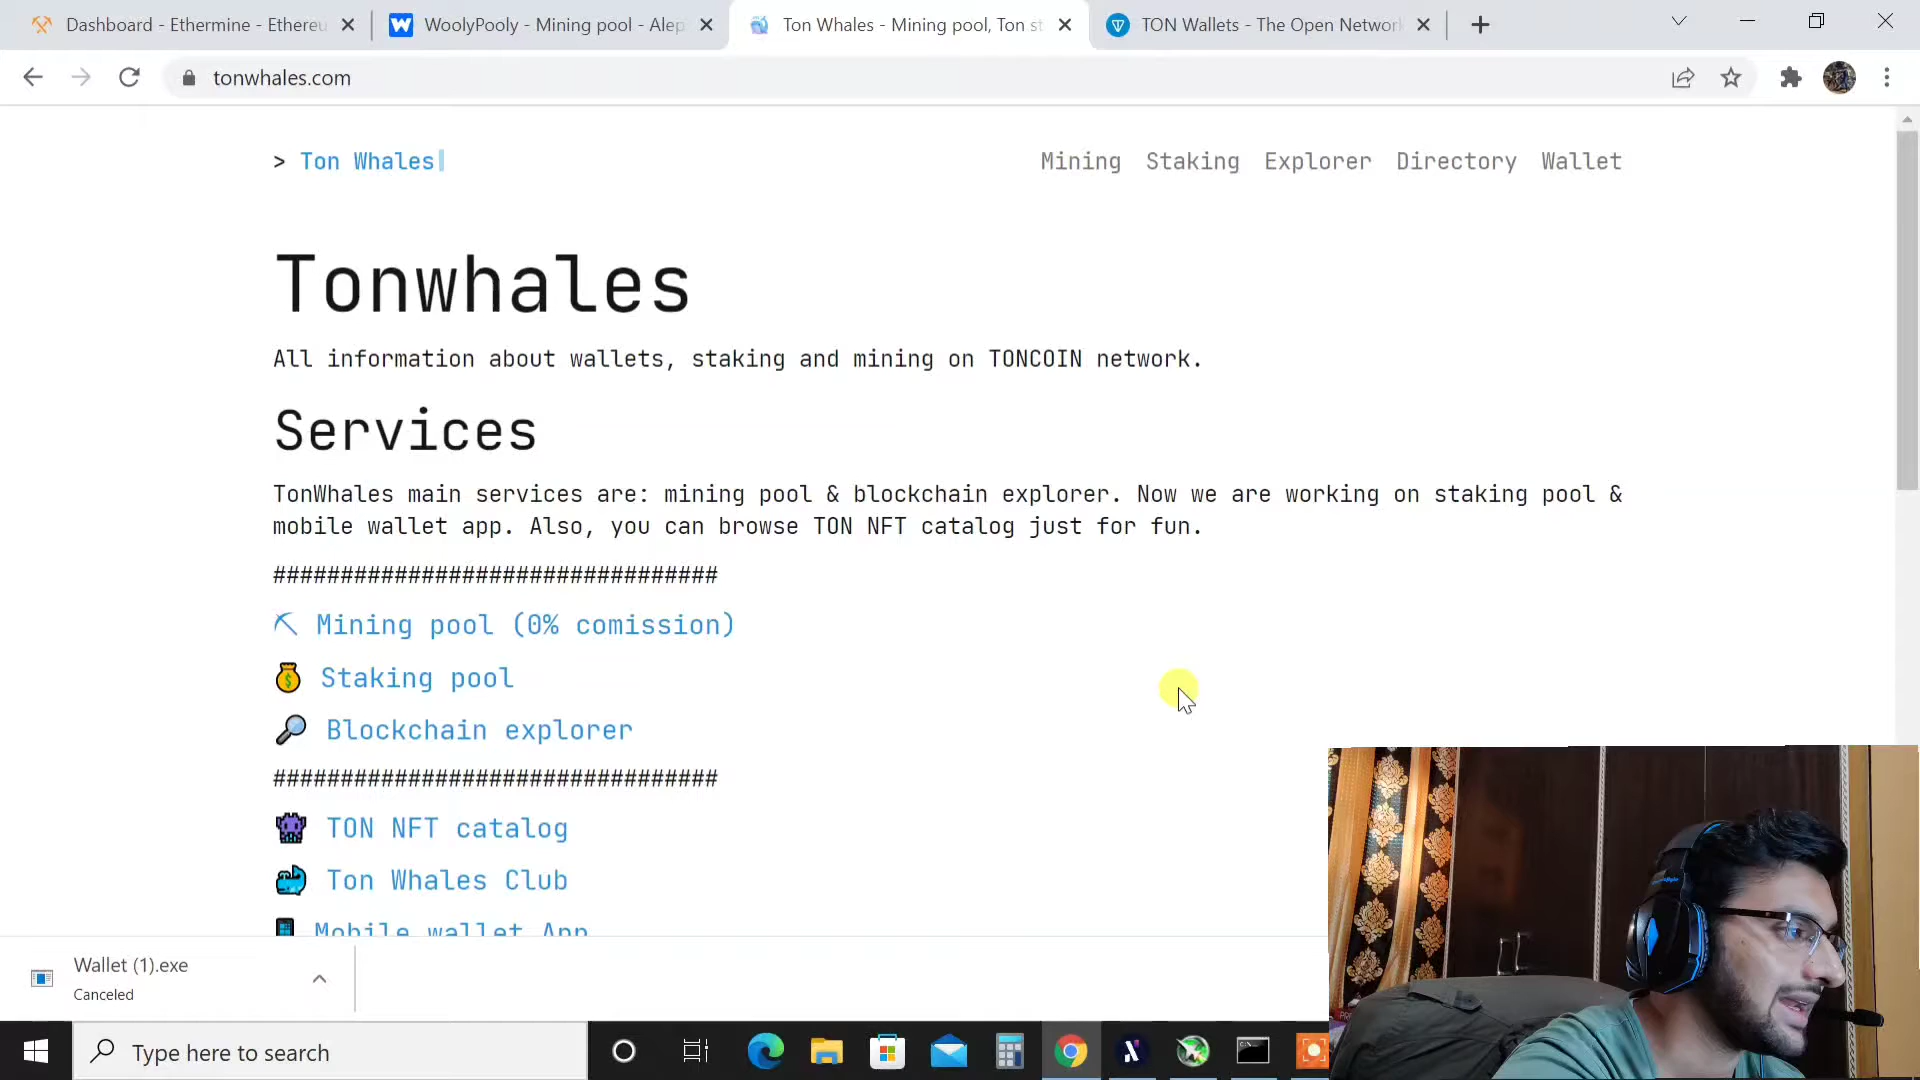 Dashboard - Ethermine - Ethereu
WoolyPooly - Mining pool - Alep
Ton Whales - Mining pool, Ton st
TON Wallets - The Open Network
tonwhales.com
> Ton Whales
Mining Staking Explorer Directory Wallet
Tonwhales
All information about wallets, staking and mining on TONCOIN network.
Services
TonWhales main services are: mining pool & blockchain explorer. Now we are working on staking pool &
mobile wallet app. Also, you can browse TON NFT catalog just for fun.
#################################
Mining pool (0% comission)
Staking pool
Blockchain explorer
#################################
TON NFT catalog
Ton Whales Club
Mobile wallet App
Wallet (1).exe
Canceled
Type here to search